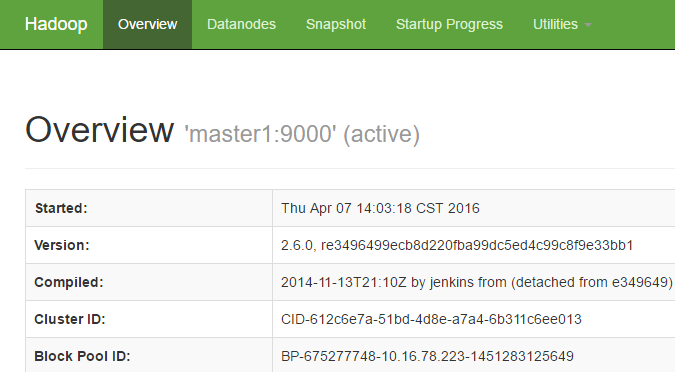 Hadoop Overview Datanodes Snapshot Startup Progress Utilities
Overview 'master1:9000' (active)
Started: Thu Apr 07 14:03:18 CST 2016
Version: 2.6.0, re3496499ecb8d220fba99dc5ed4c99c8f9e33bb1
Compiled: 2014-11-13T21:10Z by jenkins from (detached from e349649)
Cluster ID: CID-612c6e7a-51bd-4d8e-a7a4-6b311c6ee013
Block Pool ID: BP-675277748-10.16.78.223-1451283125649